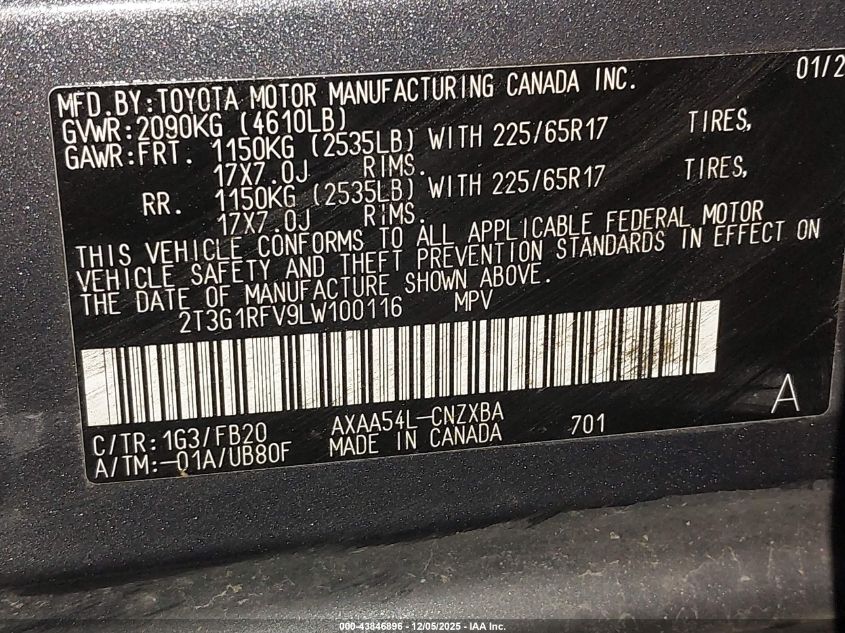 MFD.BY:TOYOTA MOTOR MANUFACTURING CANADA INC. 01/2
GVWR:2090KG (4610LB)
GAWR:FRT. 1150KG (2535LB) WITH 225/65R17 TIRES,
17X7.0J RIMS.
RR. 1150KG (2535LB) WITH 225/65R17 TIRES,
17X7.0J RIMS.
THIS VEHICLE CONFORMS TO ALL APPLICABLE FEDERAL MOTOR
VEHICLE SAFETY AND THEFT PREVENTION STANDARDS IN EFFECT ON
THE DATE OF MANUFACTURE SHOWN ABOVE.
2T3G1RFV9LW100116 MPV
C/TR:1G3/FB20 AXAA54L-CNZXBA 701 A
A/TM:-01A/UB80F MADE IN CANADA
000-43846896 - 12/05/2025 - IAA Inc.